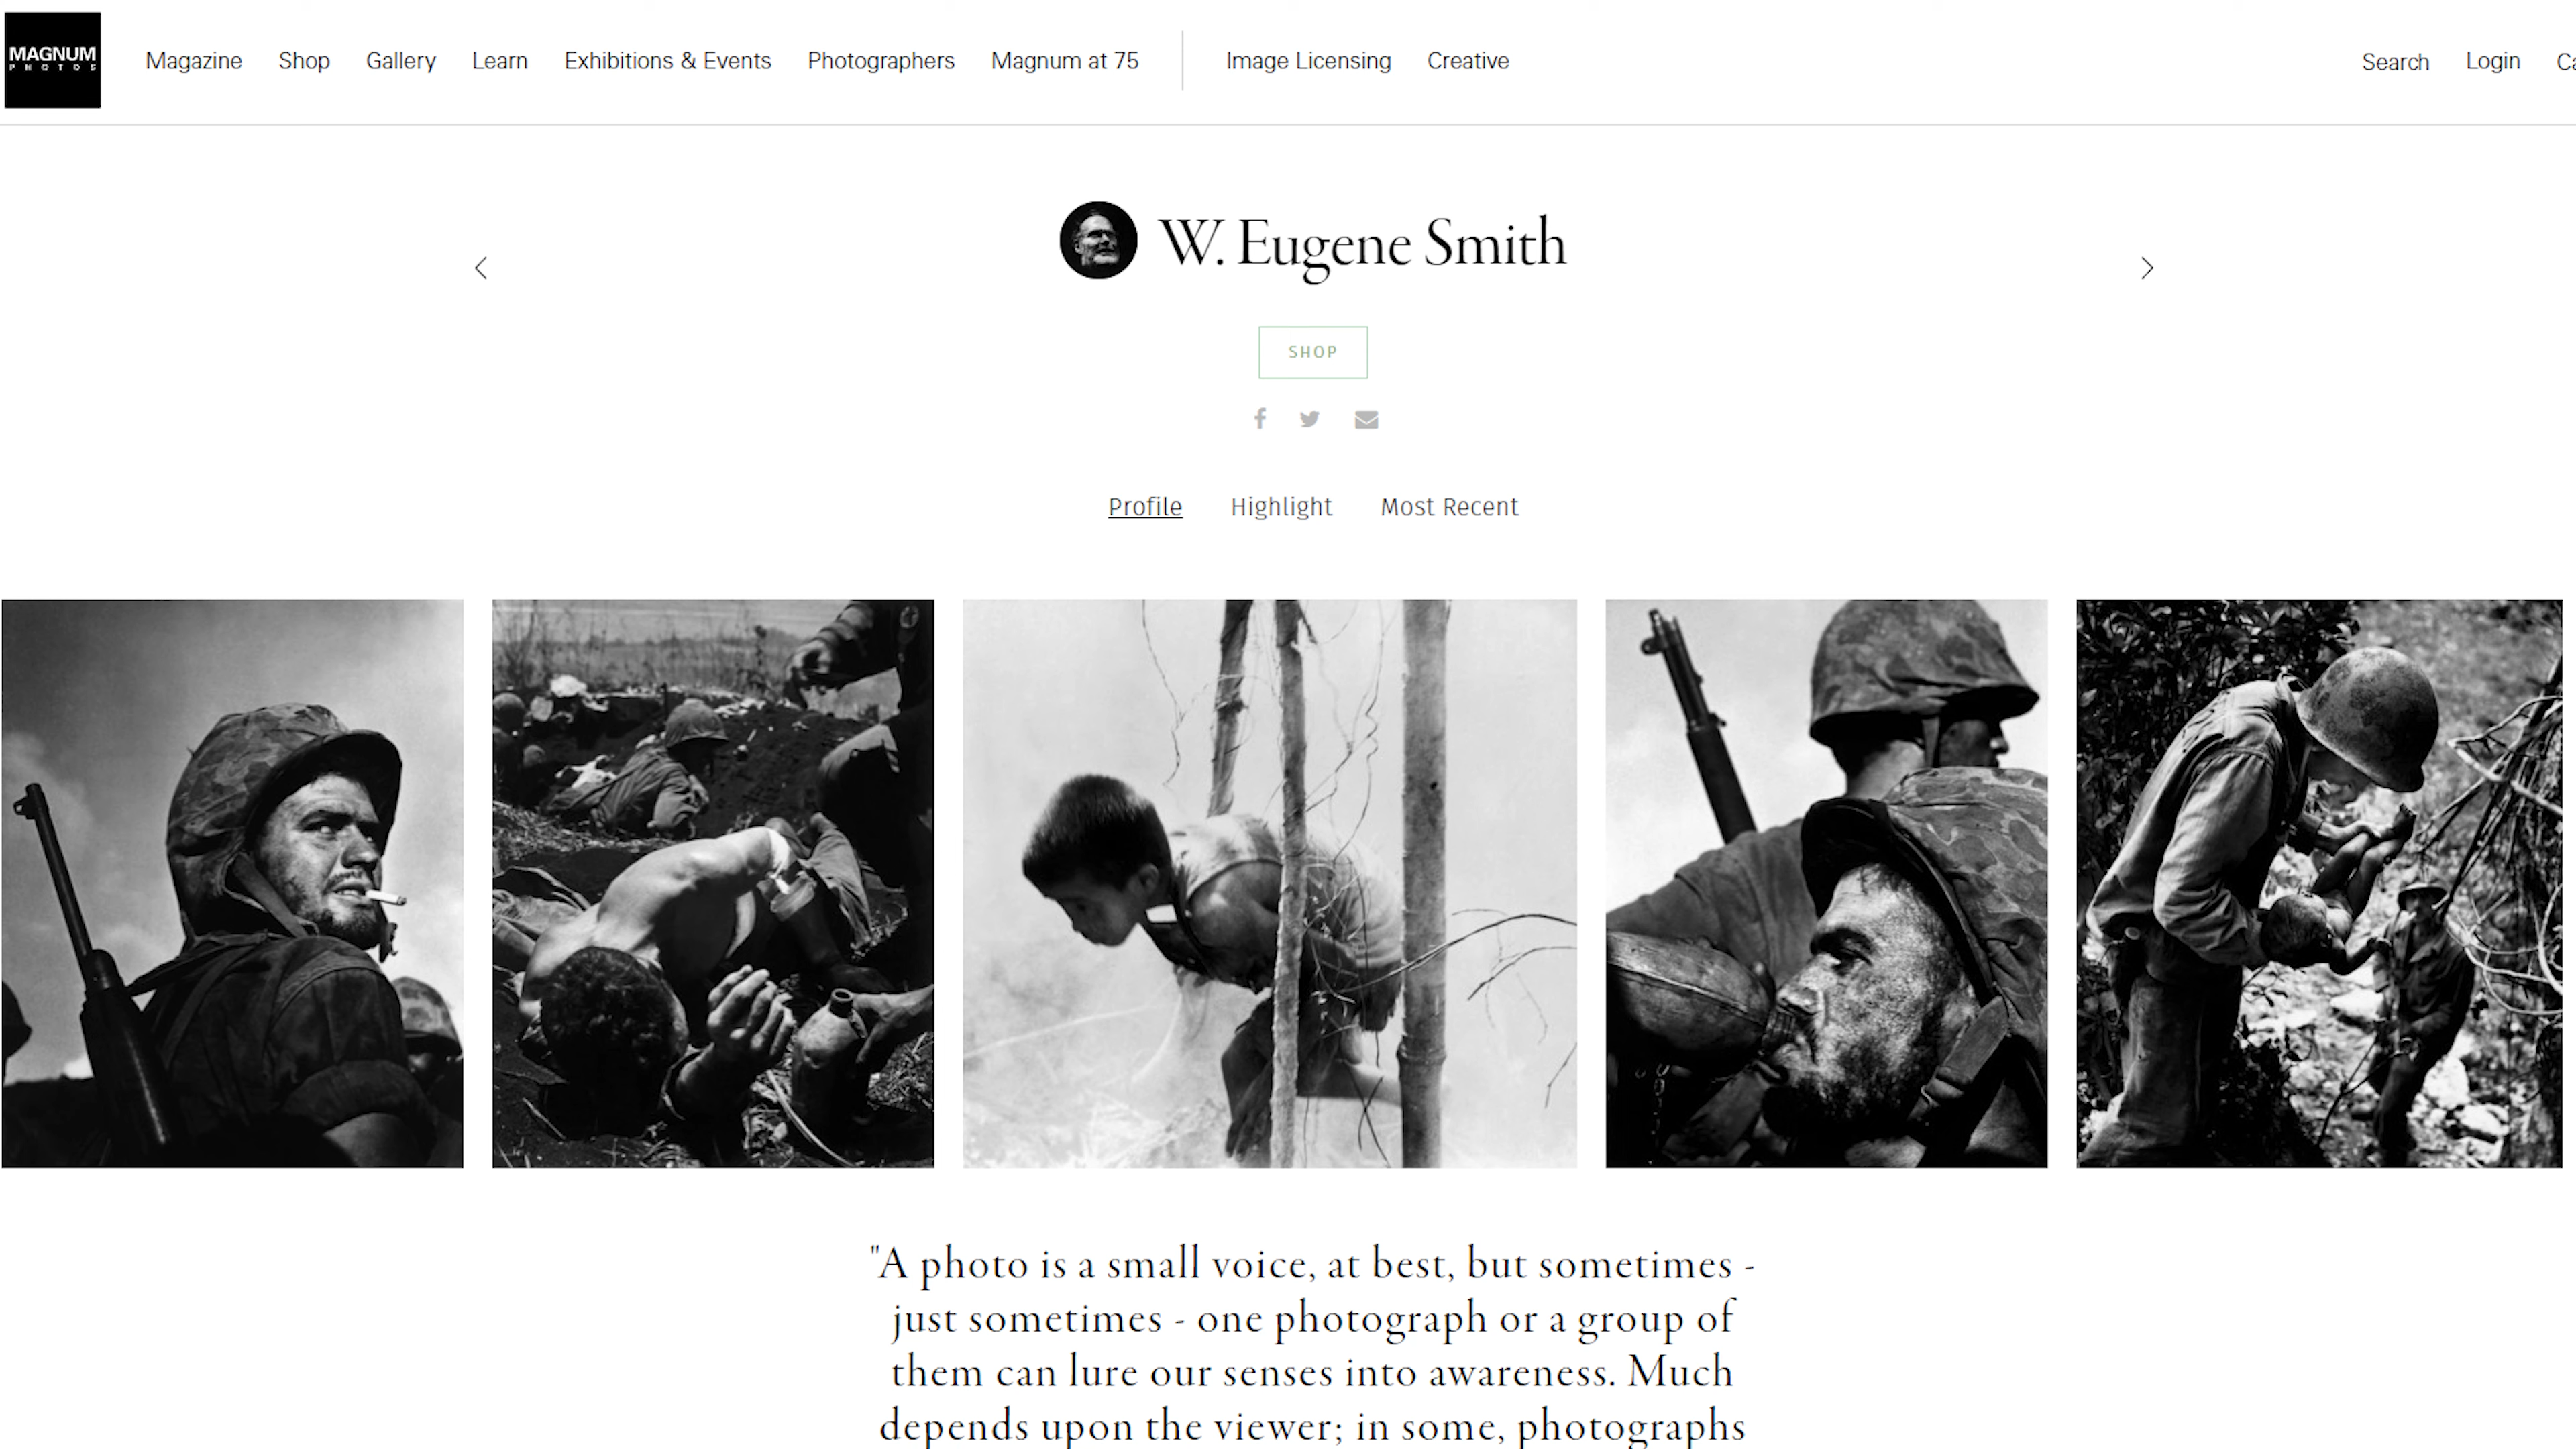 MAGNUM
PHOTOS
Magazine Shop Gallery Learn Exhibitions & Events Photographers Magnum at 75 Image Licensing Creative Search Login
W. Eugene Smith
SHOP
Profile Highlight Most Recent
"A photo is a small voice, at best, but sometimes -
just sometimes - one photograph or a group of
them can lure our senses into awareness. Much
depends upon the viewer; in some, photographs